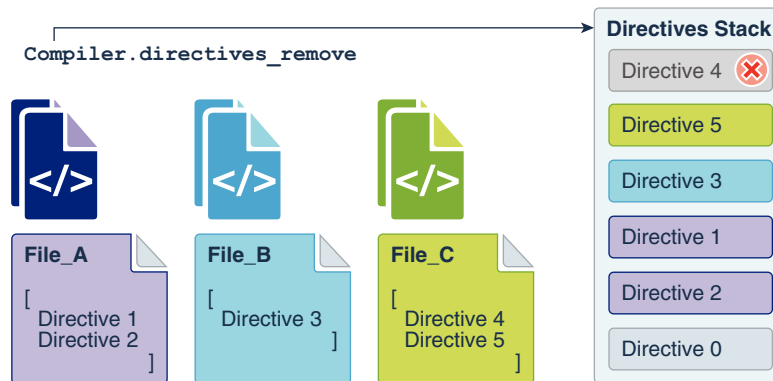 Compiler.directives_remove
</>
</>
</>
File_A
[
Directive 1
Directive 2
]
File_B
[
Directive 3
]
File_C
[
Directive 4
Directive 5
]
Directives Stack
Directive 4
Directive 5
Directive 3
Directive 1
Directive 2
Directive 0